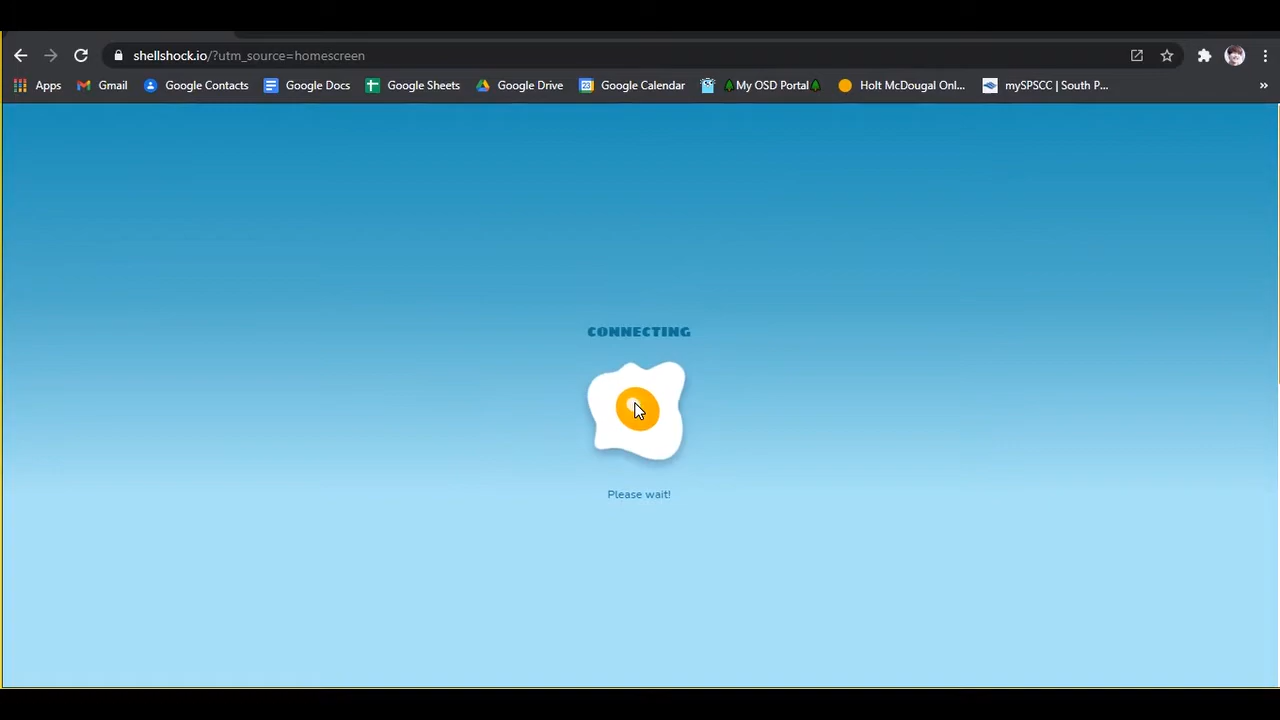 shellshock.io/?utm_source=homescreen
Apps Gmail Google Contacts Google Docs Google Sheets Google Drive 23 Google Calendar My OSD Portal Holt McDougal Onl... mySPSCC | South P... »
CONNECTING
Please wait!